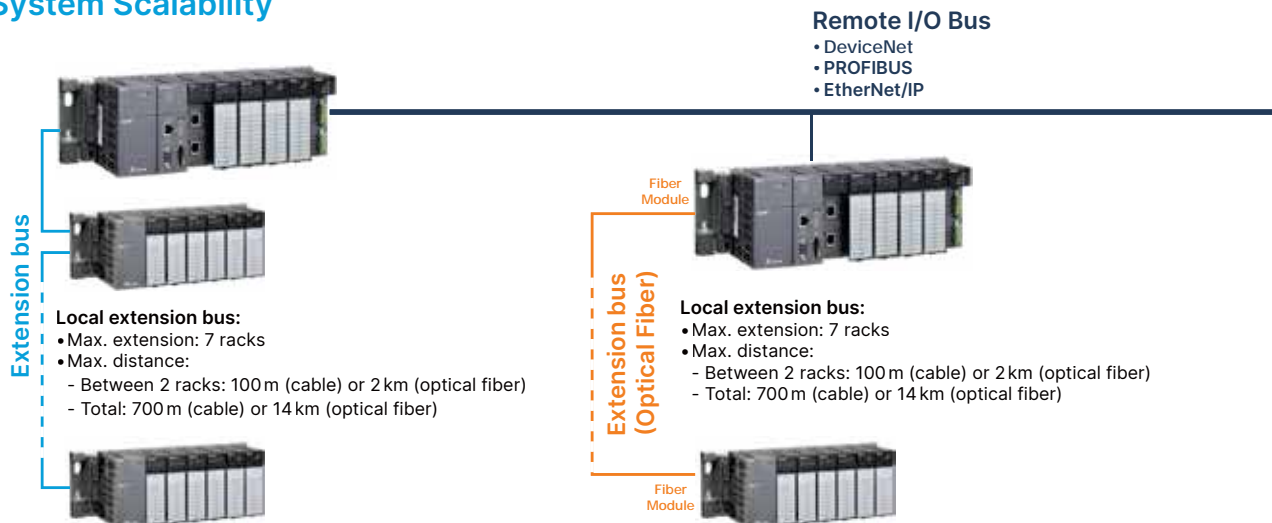 System Scalability
Remote I/O Bus
• DeviceNet
• PROFIBUS
• EtherNet/IP
Extension bus
Local extension bus:
• Max. extension: 7 racks
• Max. distance:
- Between 2 racks: 100 m (cable) or 2 km (optical fiber)
- Total: 700 m (cable) or 14 km (optical fiber)
Fiber
Module
Extension bus
(Optical Fiber)
Fiber
Module
Local extension bus:
• Max. extension: 7 racks
• Max. distance:
- Between 2 racks: 100 m (cable) or 2 km (optical fiber)
- Total: 700 m (cable) or 14 km (optical fiber)